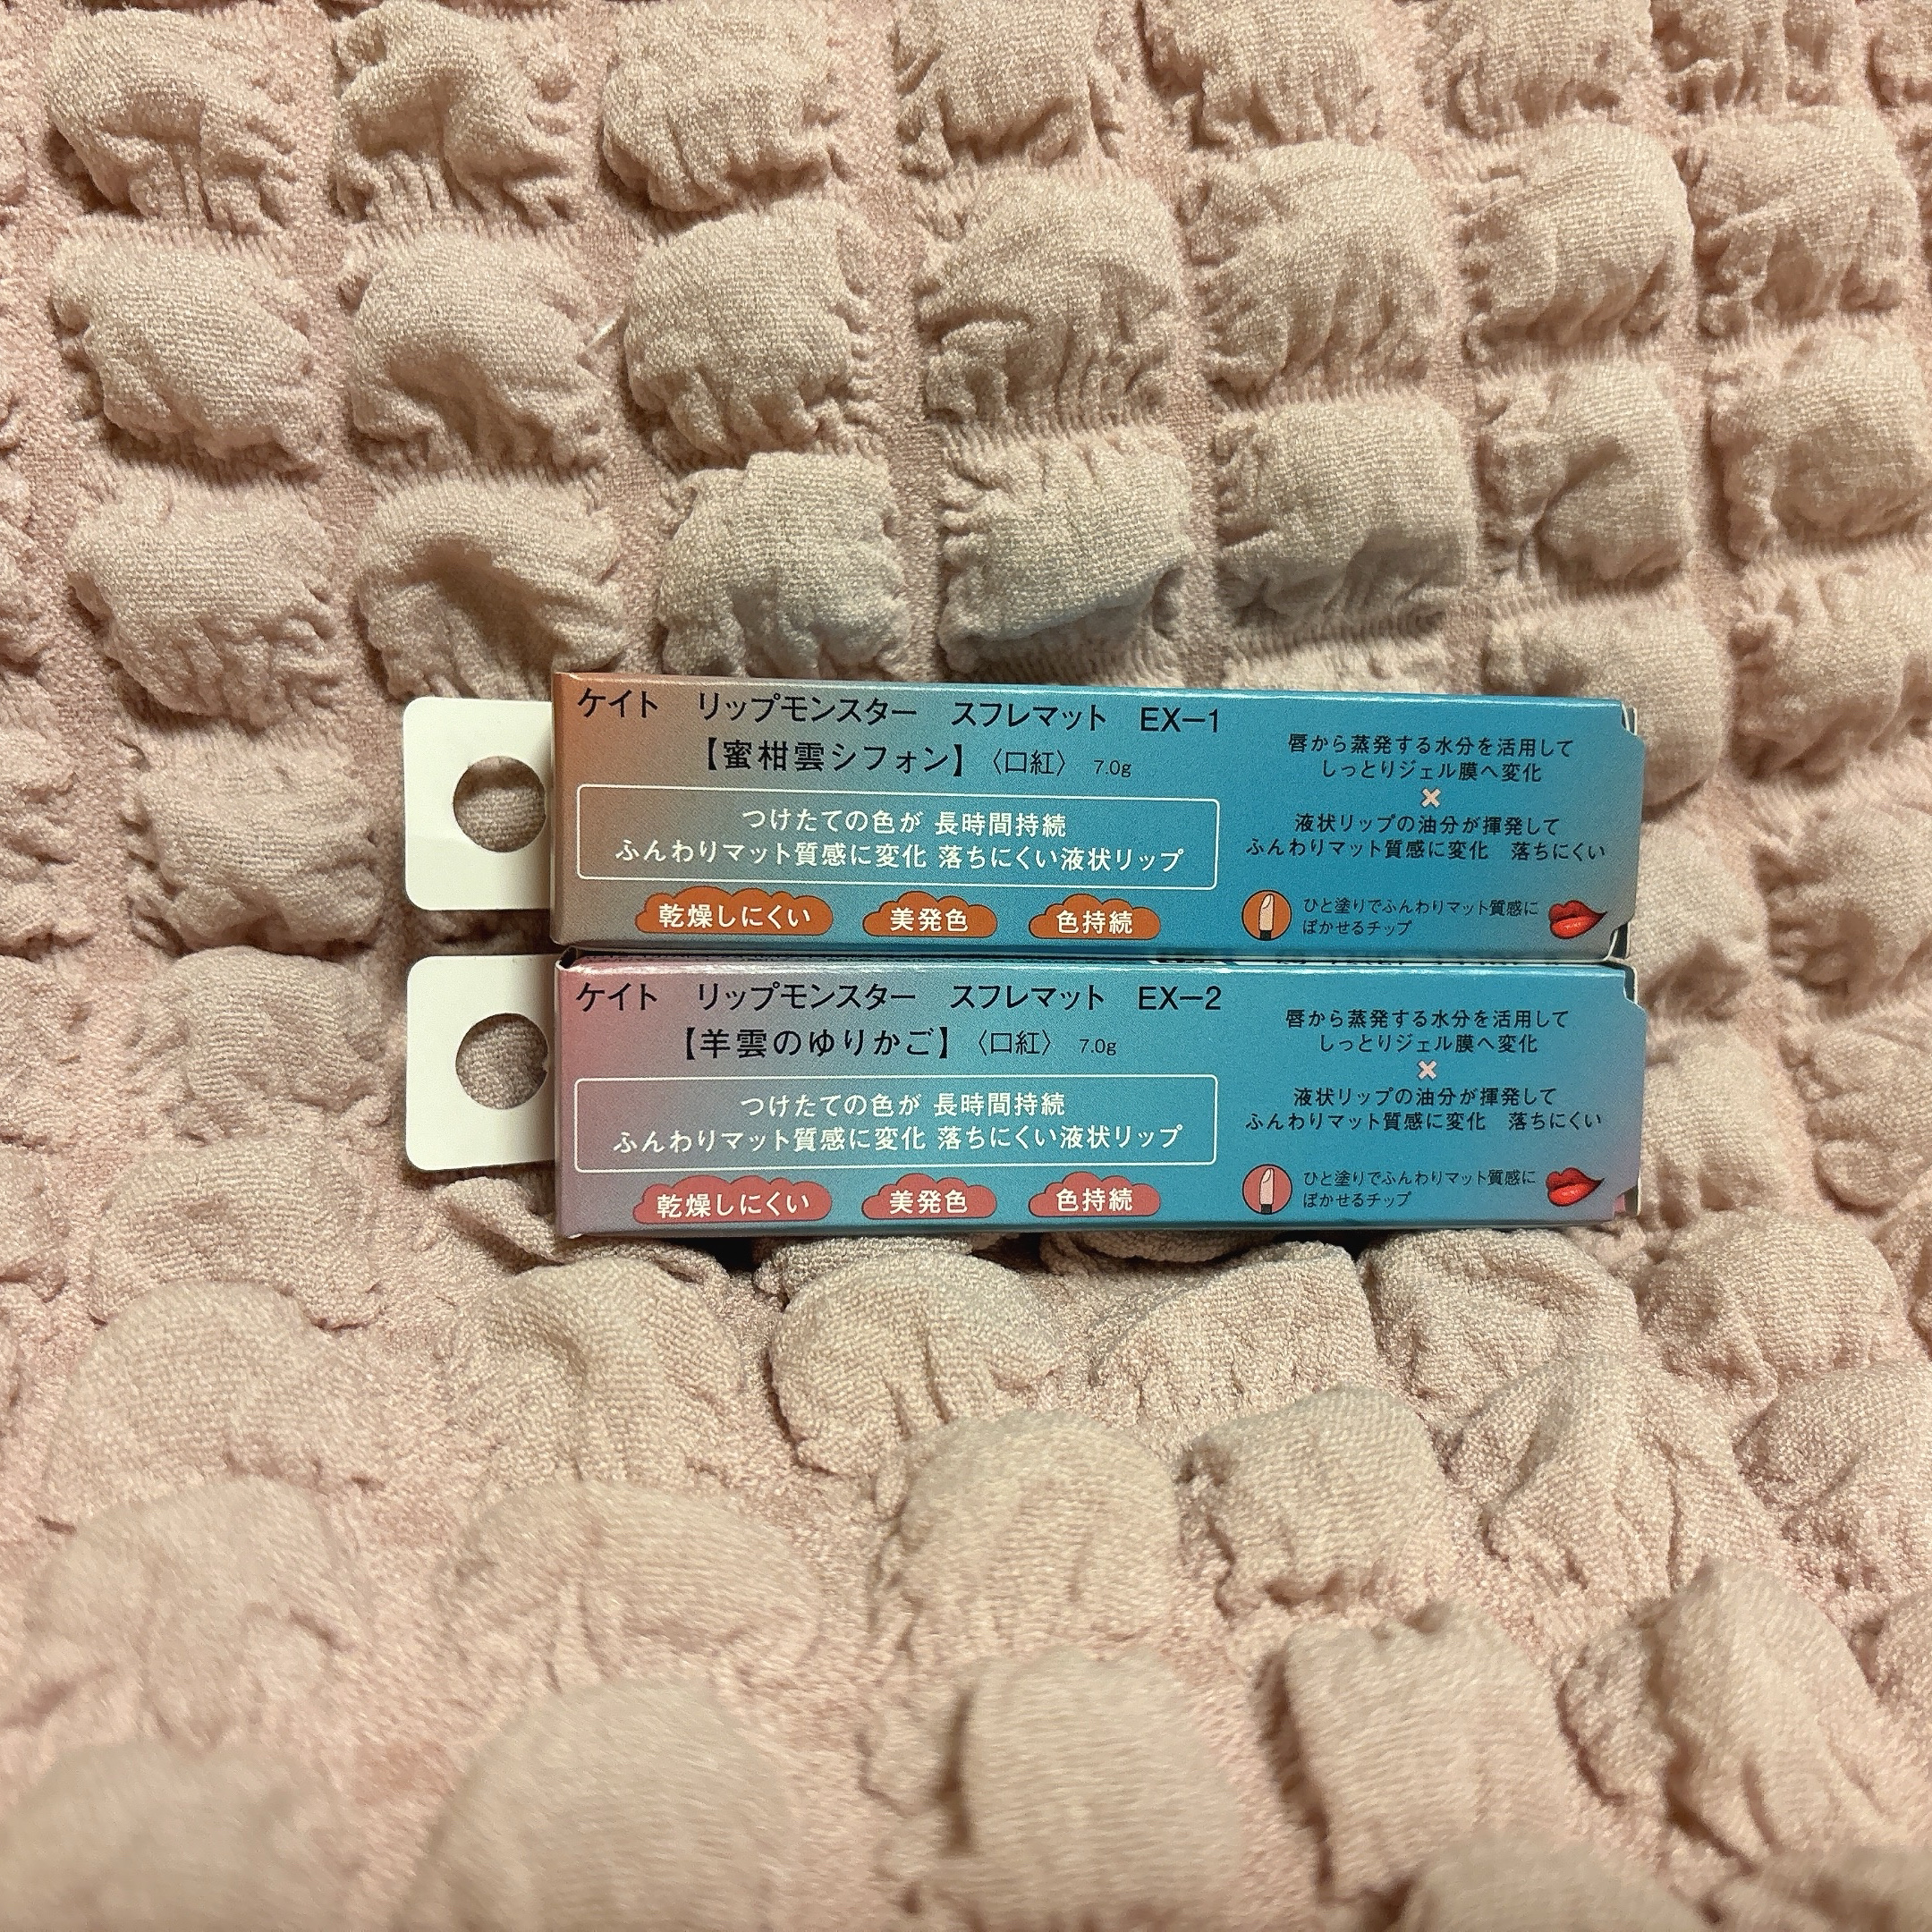 ケイト　リップモンスター　スフレマット　EX－1
【蜜柑雲シフォン】〈口紅〉 7.0g
つけたての色が 長時間持続
ふんわりマット質感に変化 落ちにくい液状リップ
乾燥しにくい 美発色 色持続
唇から蒸発する水分を活用して
しっとりジェル膜へ変化
×
液状リップの油分が揮発して
ふんわりマット質感に変化　落ちにくい
ひと塗りでふんわりマット質感に
ぼかせるチップ
ケイト　リップモンスター　スフレマット　EX－2
【羊雲のゆりかご】〈口紅〉 7.0g
つけたての色が 長時間持続
ふんわりマット質感に変化 落ちにくい液状リップ
乾燥しにくい 美発色 色持続
唇から蒸発する水分を活用して
しっとりジェル膜へ変化
×
液状リップの油分が揮発して
ふんわりマット質感に変化　落ちにくい
ひと塗りでふんわりマット質感に
ぼかせるチップ